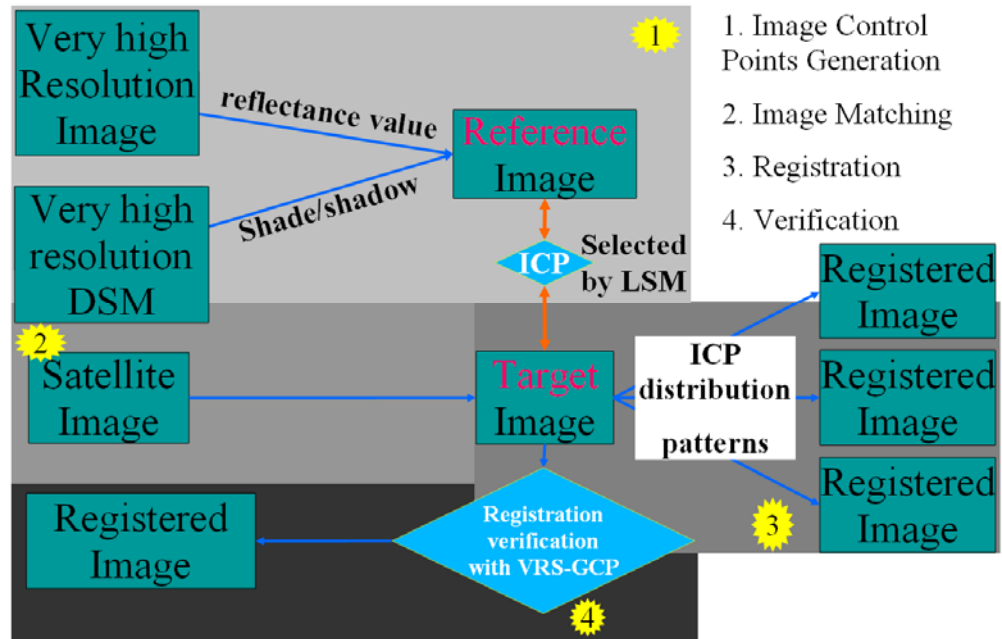 Very high
Resolution
Image
reflectance value
1
Reference
Image
Very high
resolution
DSM
Shade/shadow
ICP
Selected
by LSM
1. Image Control
Points Generation
2. Image Matching
3. Registration
4. Verification
2
Satellite
Image
Target
Image
ICP
distribution
patterns
Registered
Image
Registered
Image
Registered
Image
3
Registered
Image
Registration
verification
with VRS-GCP
4